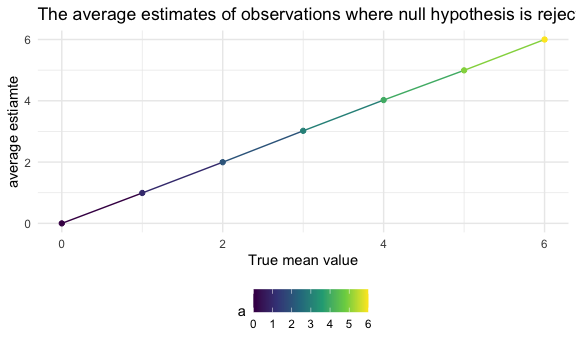 The average estimates of observations where null hypothesis is rejec
average estiamte
6
4
2
0
0 2 4 6
True mean value
a
0 1 2 3 4 5 6